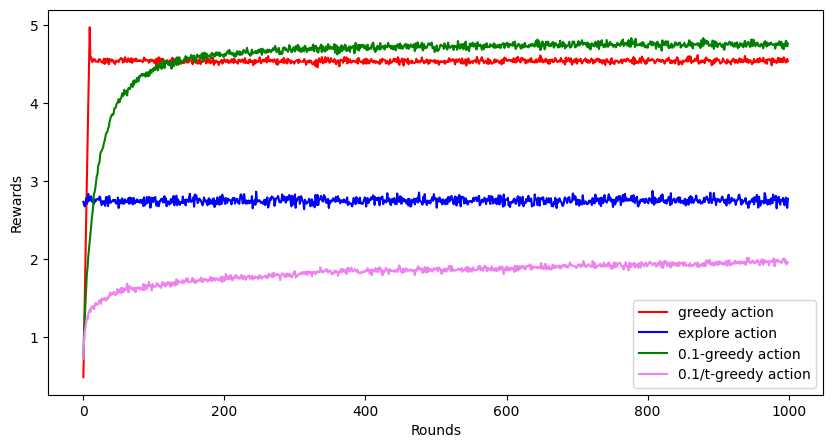 5
4
3
2
1
Rewards
0
200
400
600
800
1000
Rounds
greedy action
explore action
0.1-greedy action
0.1/t-greedy action